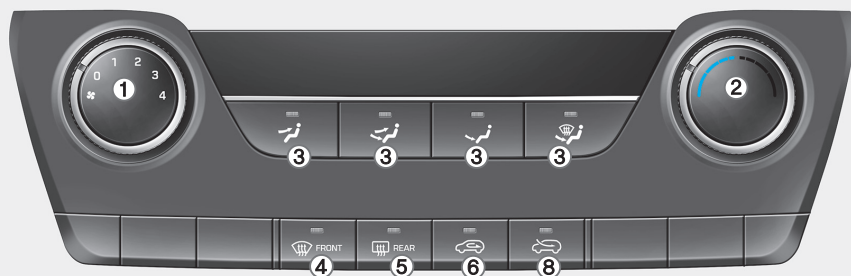 0 1 2 3 4
① ②
③ ③ ③ ③
FRONT REAR
④ ⑤ ⑥ ⑧